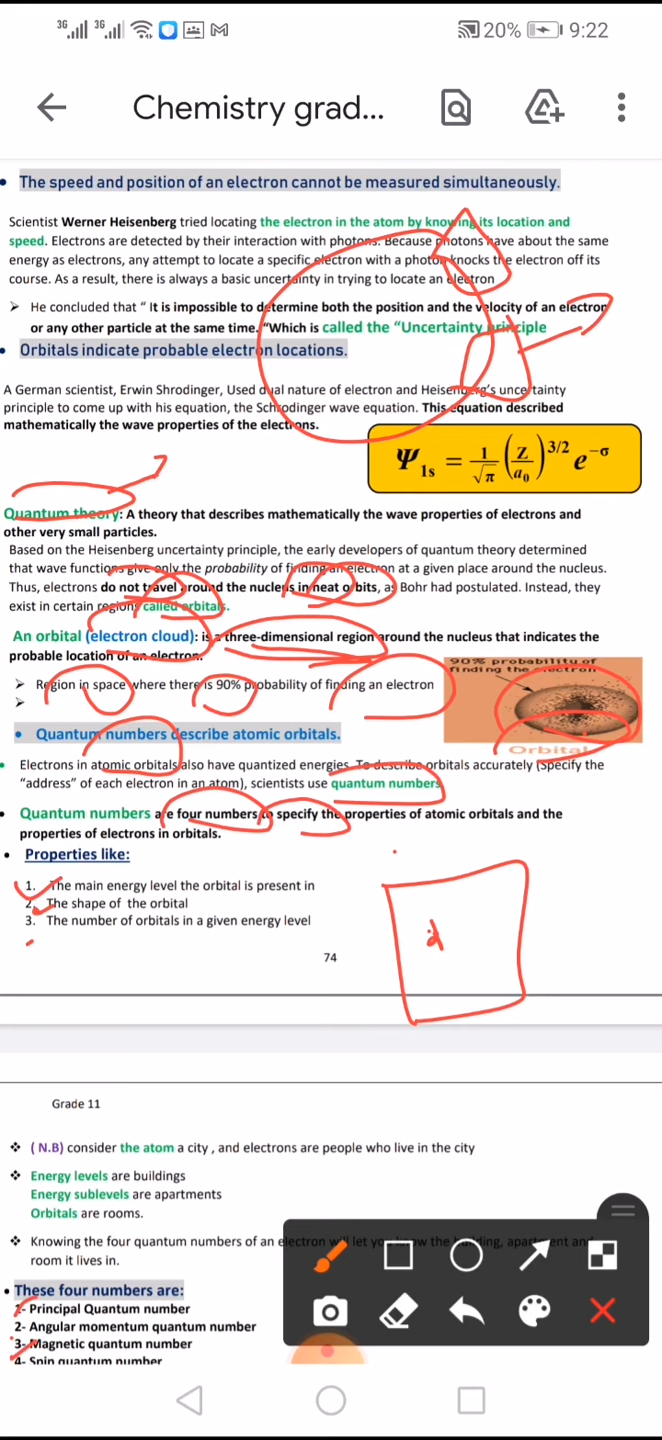 3G 3G 20% 9:22
Chemistry grad...
• The speed and position of an electron cannot be measured simultaneously.
Scientist Werner Heisenberg tried locating the electron in the atom by knowing its location and
speed. Electrons are detected by their interaction with photons. Because photons have about the same
energy as electrons, any attempt to locate a specific electron with a photon knocks the electron off its
course. As a result, there is always a basic uncertainty in trying to locate an electron
➢ He concluded that “ It is impossible to determine both the position and the velocity of an electron
or any other particle at the same time. “Which is called the “Uncertainty principle
• Orbitals indicate probable electron locations.
A German scientist, Erwin Shrodinger, Used dual nature of electron and Heisenberg’s uncertainty
principle to come up with his equation, the Schrodinger wave equation. This equation described
mathematically the wave properties of the electrons.
Ψ1s = 1/√π (Z/a0)^3/2 e^−σ
Quantum theory: A theory that describes mathematically the wave properties of electrons and
other very small particles.
Based on the Heisenberg uncertainty principle, the early developers of quantum theory determined
that wave functions give only the probability of finding an electron at a given place around the nucleus.
Thus, electrons do not travel around the nucleus in neat orbits, as Bohr had postulated. Instead, they
exist in certain regions called orbitals.
An orbital (electron cloud): is a three-dimensional region around the nucleus that indicates the
probable location of an electron.
90% probability of
finding the electron
➢ Region in space where there is 90% probability of finding an electron
➢
Orbital
• Quantum numbers describe atomic orbitals.
• Electrons in atomic orbitals also have quantized energies. To describe orbitals accurately (Specify the
“address” of each electron in an atom), scientists use quantum numbers
• Quantum numbers are four numbers to specify the properties of atomic orbitals and the
properties of electrons in orbitals.
• Properties like:
1. The main energy level the orbital is present in
2. The shape of the orbital
3. The number of orbitals in a given energy level
74
Grade 11
❖ ( N.B) consider the atom a city , and electrons are people who live in the city
❖ Energy levels are buildings
Energy sublevels are apartments
Orbitals are rooms.
❖ Knowing the four quantum numbers of an electron will let you know the building, apartment and
room it lives in.
• These four numbers are:
1- Principal Quantum number
2- Angular momentum quantum number
3- Magnetic quantum number
4- Spin quantum number